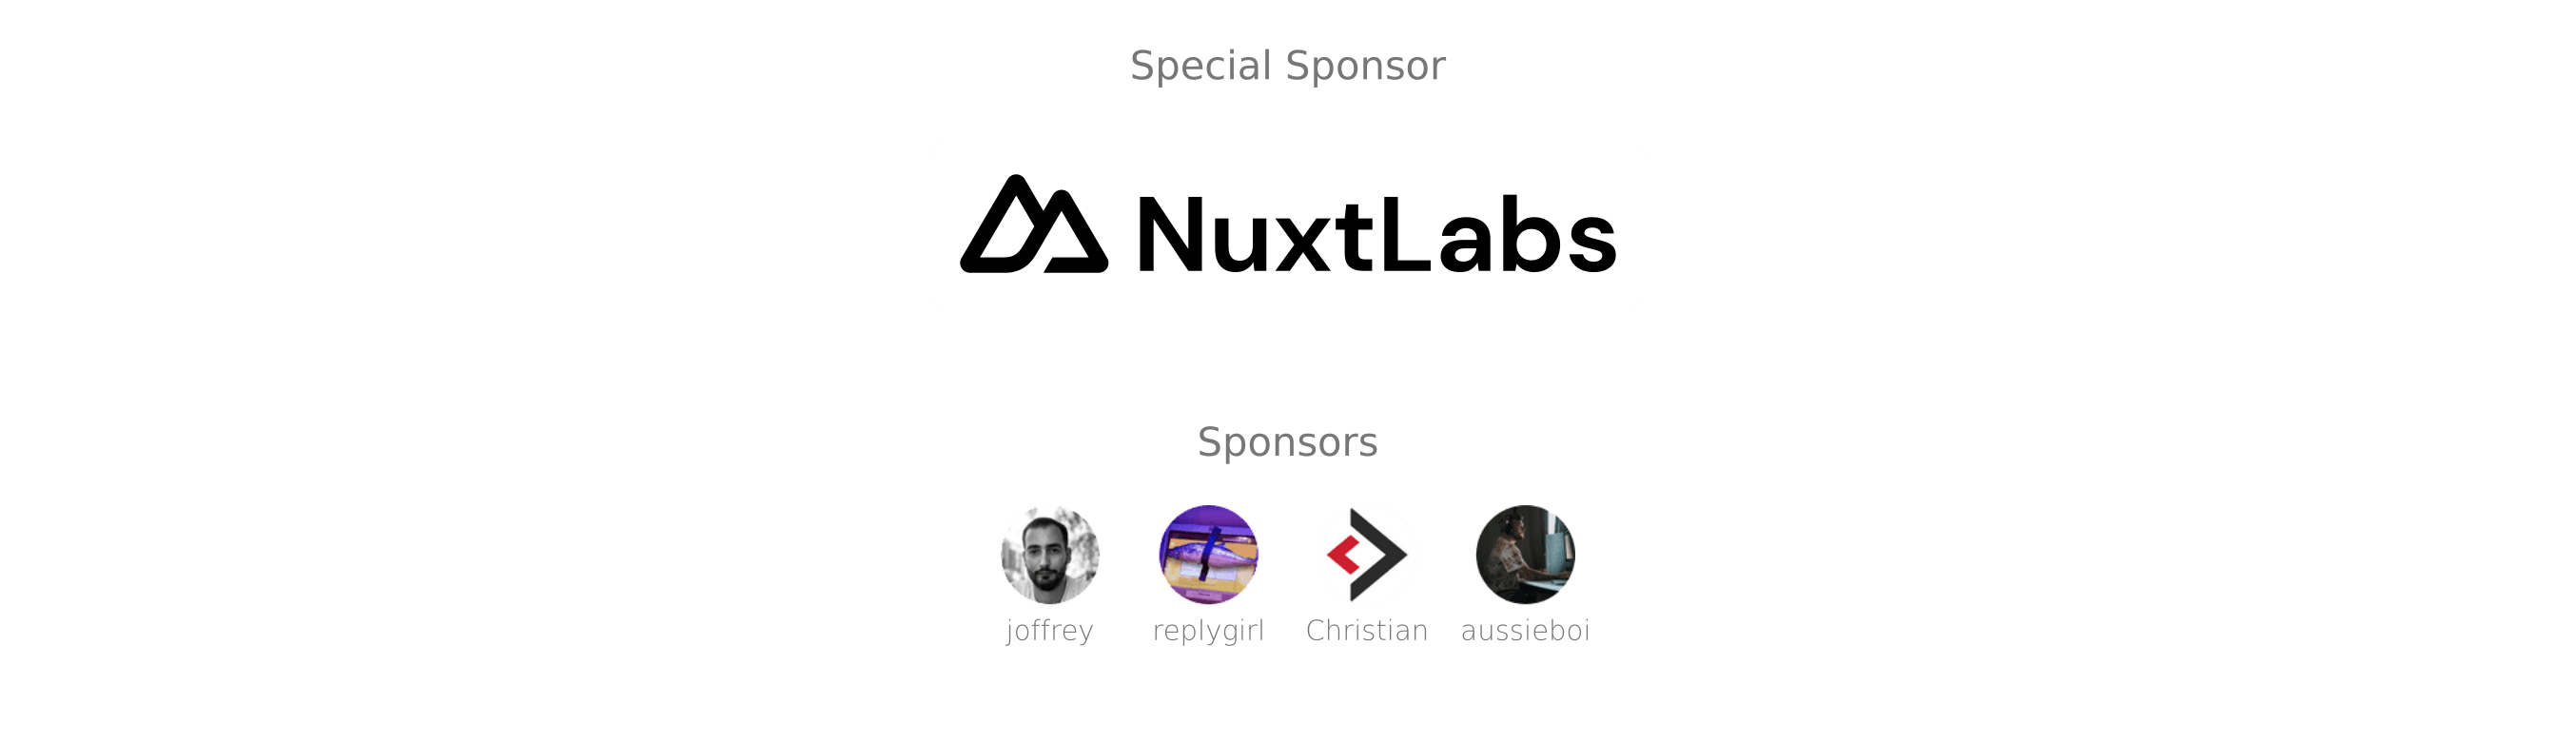 Special Sponsor
NuxtLabs
Sponsors
joffrey replygirl Christian aussieboi